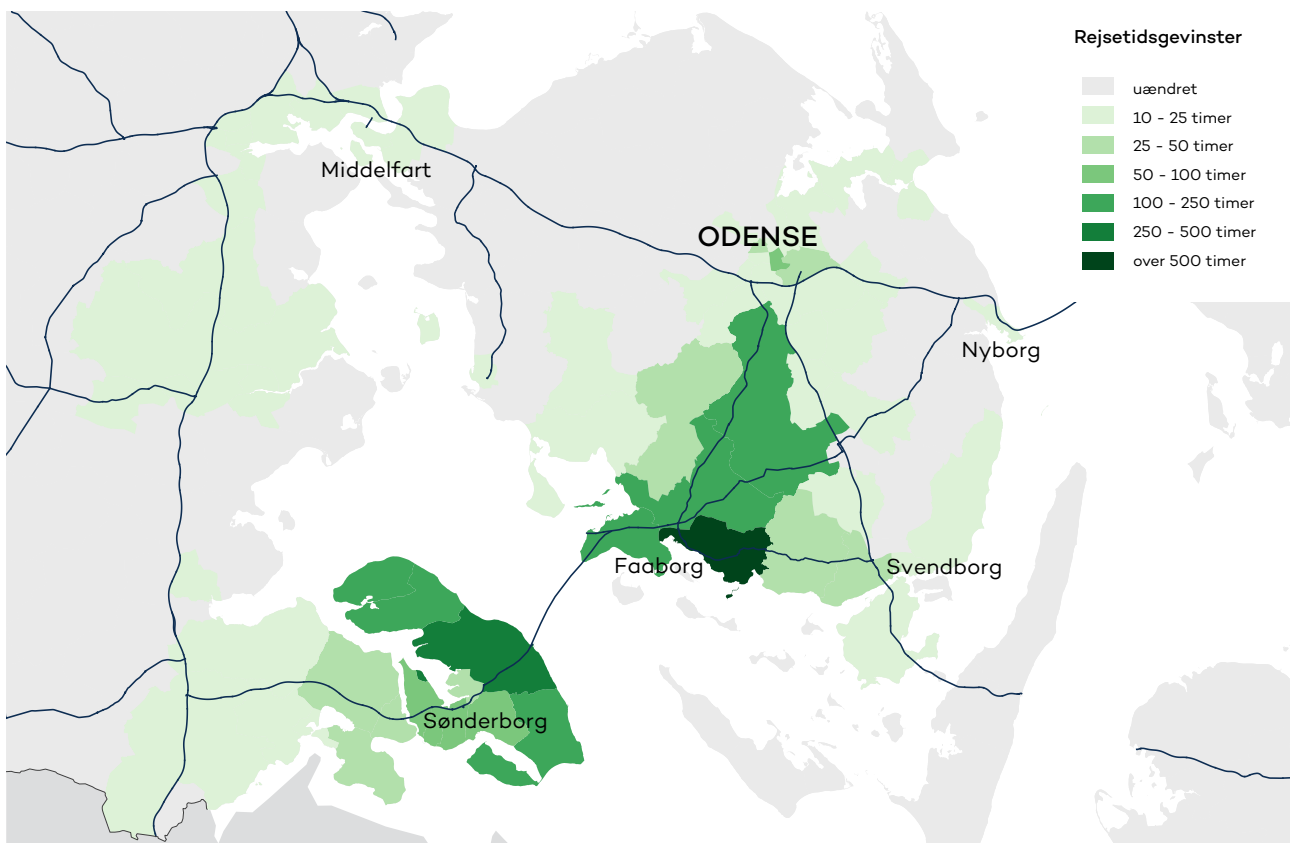 Rejsetidsgevinster
uændret
10 - 25 timer
25 - 50 timer
50 - 100 timer
100 - 250 timer
250 - 500 timer
over 500 timer
Middelfart
ODENSE
Nyborg
Faaborg
Svendborg
Sønderborg